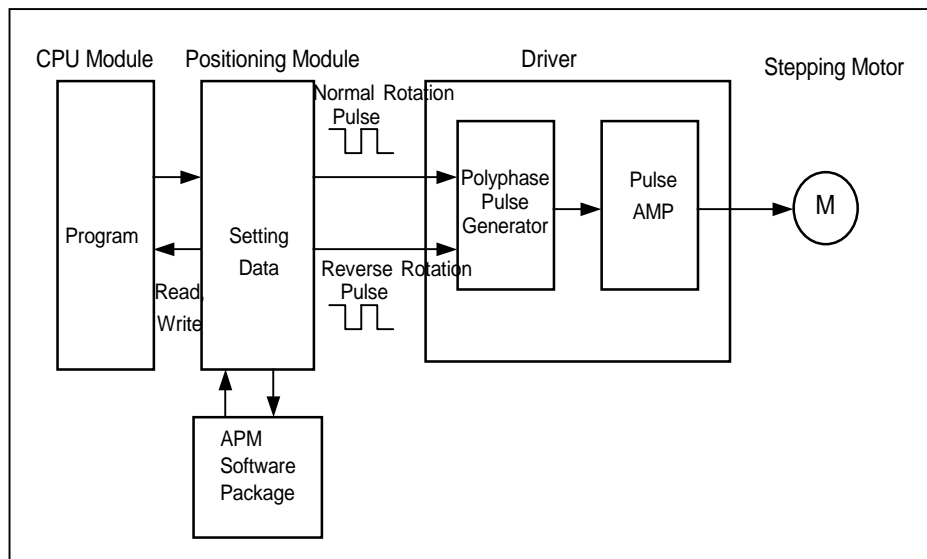 CPU Module
Positioning Module
Driver
Stepping Motor
Normal Rotation
Pulse
Program
Setting
Data
Polyphase
Pulse
Generator
Pulse
AMP
M
Read,
Write
Reverse Rotation
Pulse
APM
Software
Package